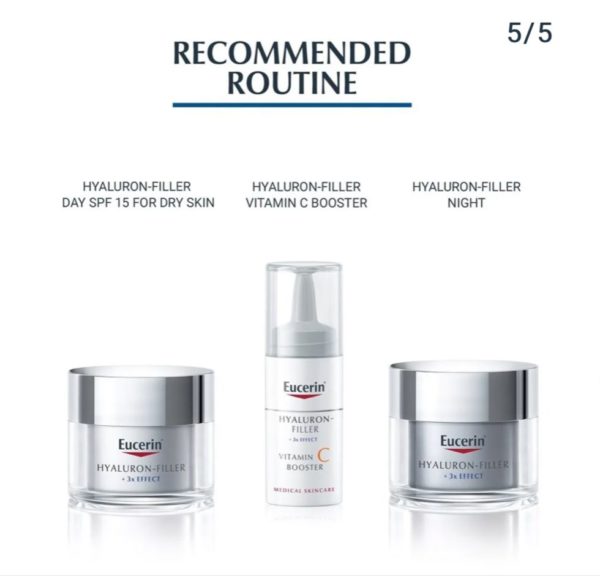 5/5
RECOMMENDED
ROUTINE
HYALURON-FILLER
DAY SPF 15 FOR DRY SKIN
HYALURON-FILLER
VITAMIN C BOOSTER
HYALURON-FILLER
NIGHT
Eucerin
HYALURON-FILLER
+ 3x EFFECT
Eucerin
HYALURON-
FILLER
+ 3x EFFECT
VITAMIN C
BOOSTER
MEDICAL SKINCARE
Eucerin
HYALURON-FILLER
+ 3x EFFECT